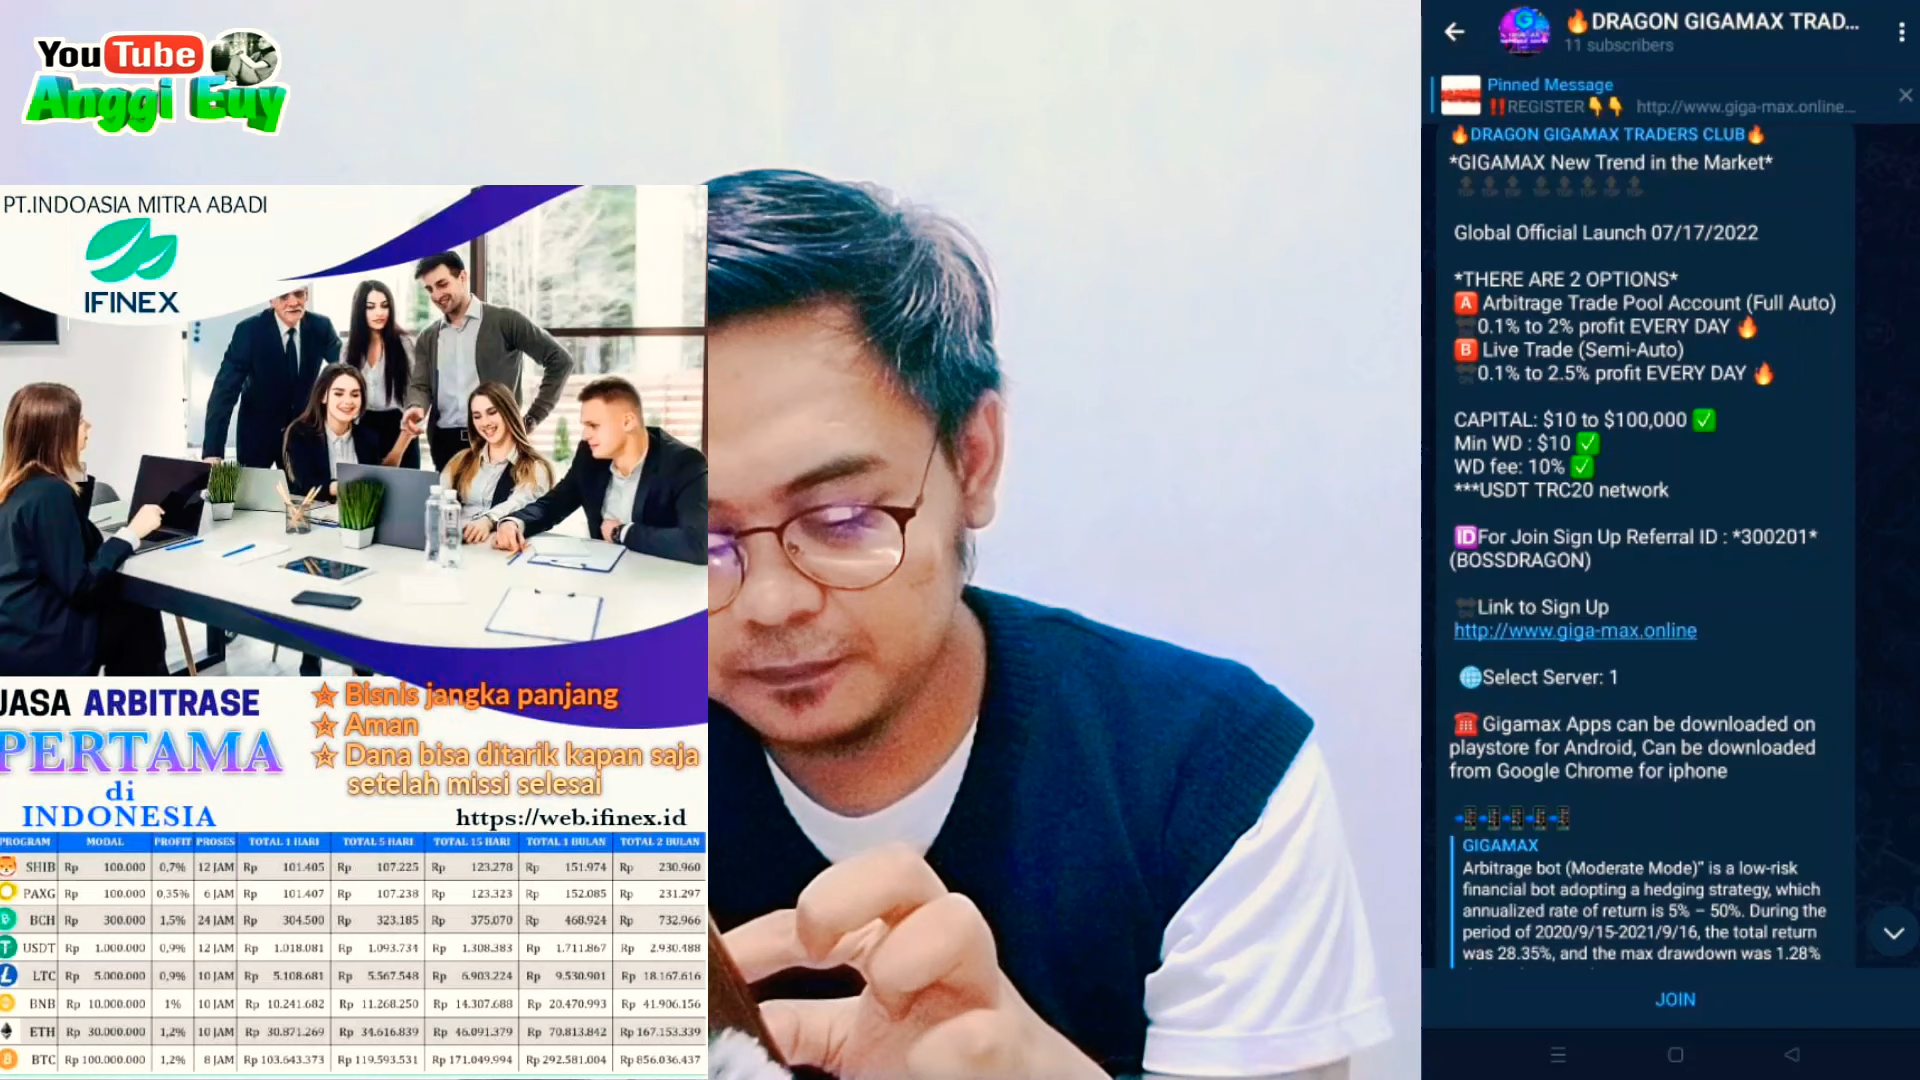 YouTube
Anggi Euy
PT.INDOASIA MITRA ABADI
IFINEX
JASA ARBITRASE
PERTAMA
di
INDONESIA
Bisnis jangka panjang
Aman
Dana bisa ditarik kapan saja
setelah missi selesai
https://web.ifinex.id
PROGRAM MODAL PROFIT PROSES TOTAL 1 HARI TOTAL 5 HARI TOTAL 15 HARI TOTAL 1 BULAN TOTAL 2 BULAN
SHIB Rp 100.000 0,7% 12 JAM Rp 101.405 Rp 107.225 Rp 123.278 Rp 151.974 Rp 230.960
PAXG Rp 100.000 0.35% 6 JAM Rp 101.407 Rp 107.238 Rp 123.323 Rp 152.085 Rp 231.297
BCH Rp 300.000 1.5% 24 JAM Rp 304.500 Rp 323.185 Rp 375.070 Rp 468.924 Rp 732.966
USDT Rp 1.000.000 0,9% 12 JAM Rp 1.018.081 Rp 1.093.734 Rp 1.308.383 Rp 1.711.867 Rp 2.930.488
LTC Rp 5.000.000 0,9% 10 JAM Rp 5.108.681 Rp 5.567.548 Rp 6.903.224 Rp 9.530.901 Rp 18.167.616
BNB Rp 10.000.000 1% 10 JAM Rp 10.241.682 Rp 11.268.250 Rp 14.307.688 Rp 20.470.993 Rp 41.906.156
ETH Rp 30.000.000 1,2% 10 JAM Rp 30.871.269 Rp 34.616.839 Rp 46.091.379 Rp 70.813.842 Rp 167.153.339
BTC Rp 100.000.000 1,2% 8 JAM Rp 103.643.373 Rp 119.593.531 Rp 171.049.994 Rp 292.581.004 Rp 856.036.437
🔥DRAGON GIGAMAX TRAD...
11 subscribers
Pinned Message
‼️REGISTER👇👇 http://www.giga-max.online...
🔥DRAGON GIGAMAX TRADERS CLUB🔥
*GIGAMAX New Trend in the Market*
🔝🔝🔝 🔝🔝🔝🔝🔝
Global Official Launch 07/17/2022
*THERE ARE 2 OPTIONS*
🅰 Arbitrage Trade Pool Account (Full Auto)
0.1% to 2% profit EVERY DAY 🔥
🅱 Live Trade (Semi-Auto)
0.1% to 2.5% profit EVERY DAY 🔥
CAPITAL: $10 to $100,000 ✅
Min WD : $10 ✅
WD fee: 10% ✅
***USDT TRC20 network
🆔For Join Sign Up Referral ID : *300201*
(BOSSDRAGON)
Link to Sign Up
http://www.giga-max.online
🌐Select Server: 1
☎️ Gigamax Apps can be downloaded on
playstore for Android, Can be downloaded
from Google Chrome for iphone
📲📲📲📲📲
GIGAMAX
Arbitrage bot (Moderate Mode)” is a low-risk
financial bot adopting a hedging strategy, which
annualized rate of return is 5% – 50%. During the
period of 2020/9/15-2021/9/16, the total return
was 28.35%, and the max drawdown was 1.28%
JOIN